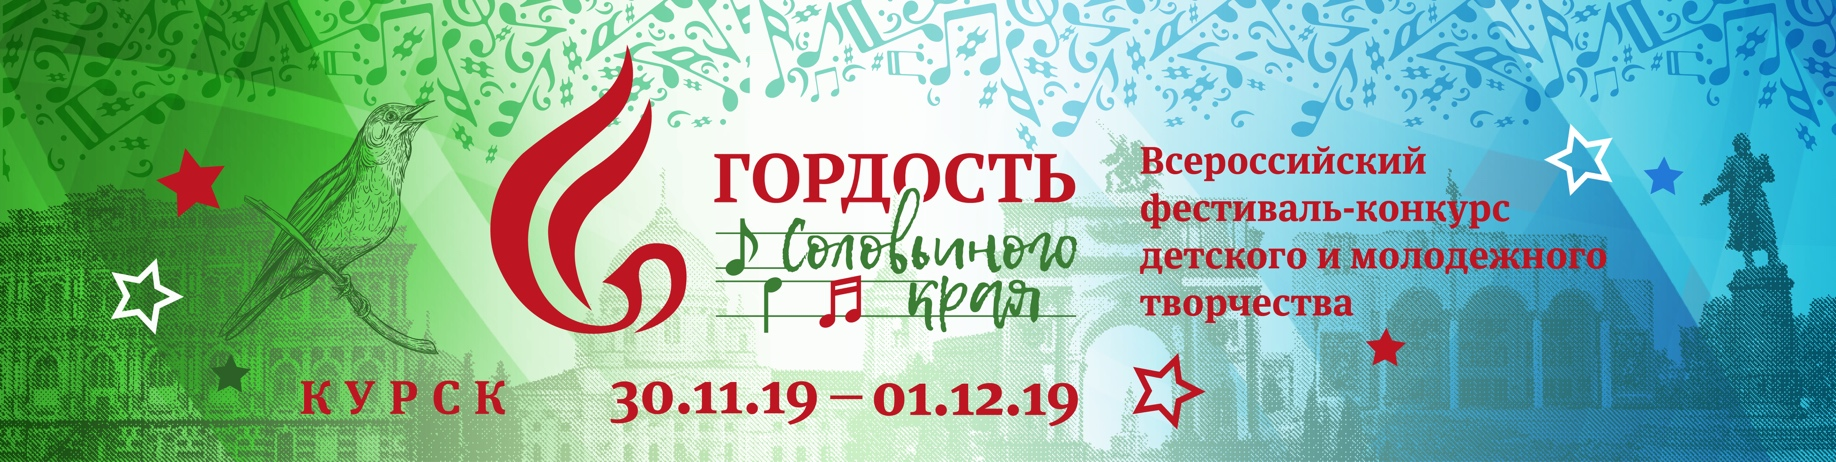 ГОРДОСТЬ
Соловьиного
края
Всероссийский
фестиваль-конкурс
детского и молодежного
творчества
КУРСК
30.11.19 – 01.12.19